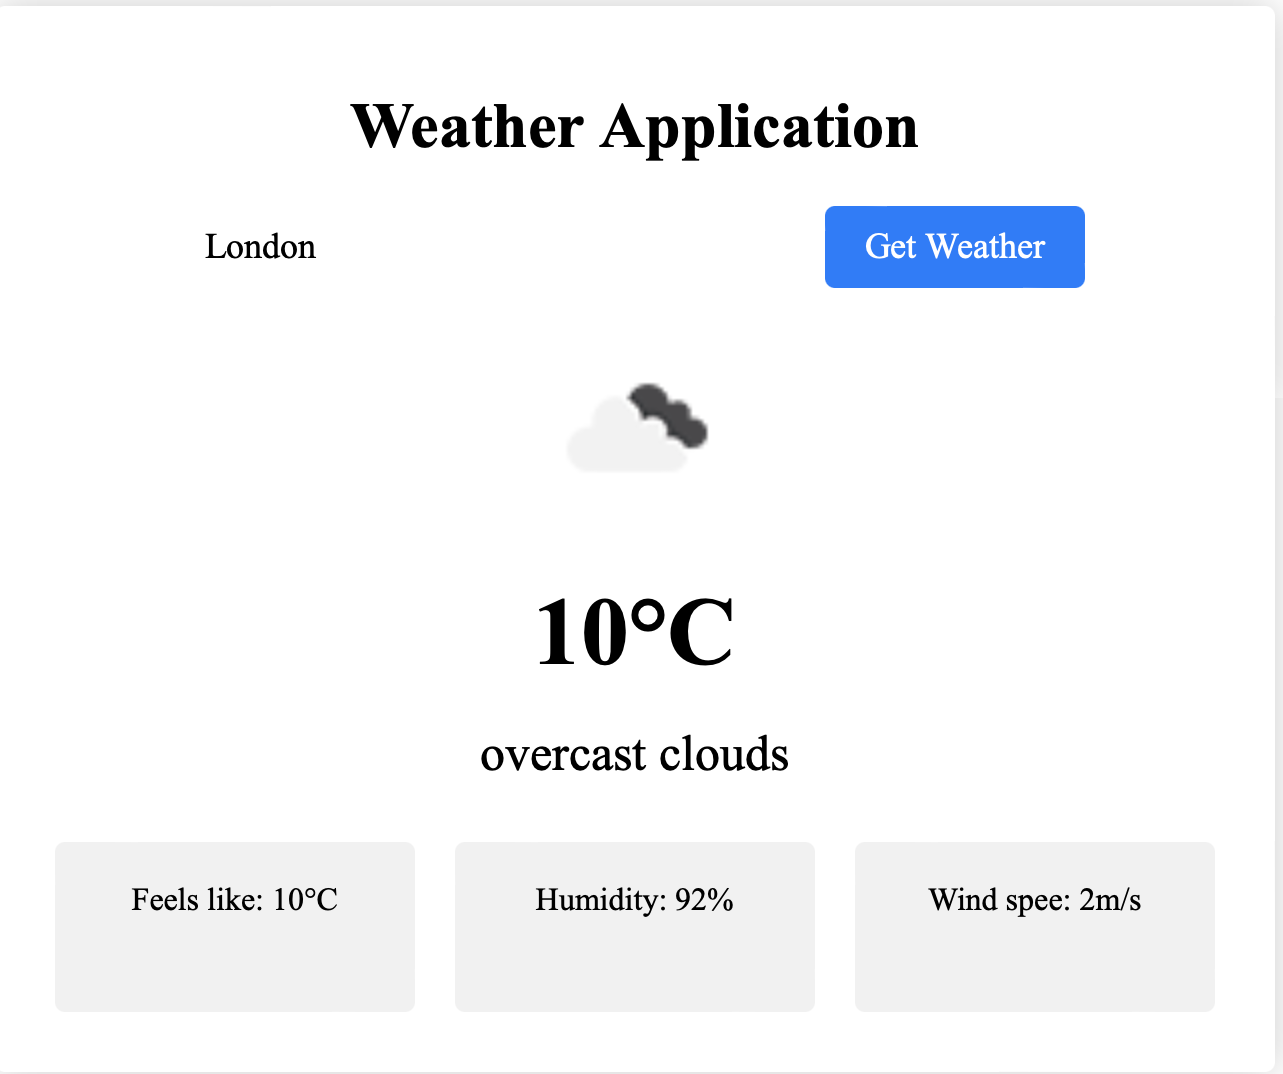 Weather Application
London
Get Weather
10°C
overcast clouds
Feels like: 10°C
Humidity: 92%
Wind spee: 2m/s